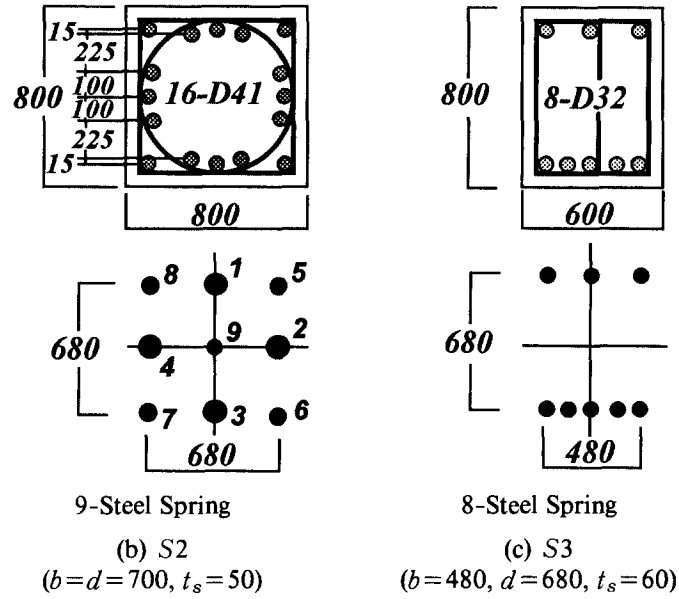 15
225
100
100
225
15
800
16-D41
800
800
8-D32
600
8 1 5
4 9 2
7 3 6
680
680
680
480
9-Steel Spring
8-Steel Spring
(b) S2
(c) S3
(b=d=700, tₛ=50)
(b=480, d=680, tₛ=60)